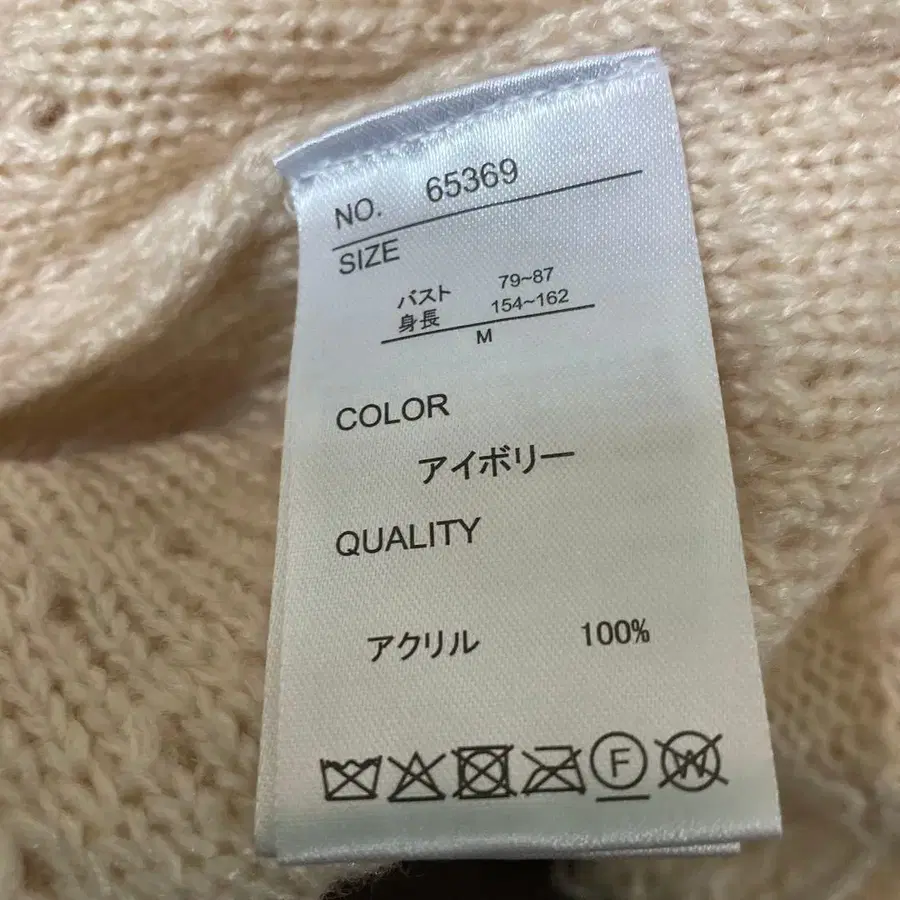 NO. 65369
SIZE
バスト 79~87
身長 154~162
M
COLOR
アイボリー
QUALITY
アクリル 100%
F W